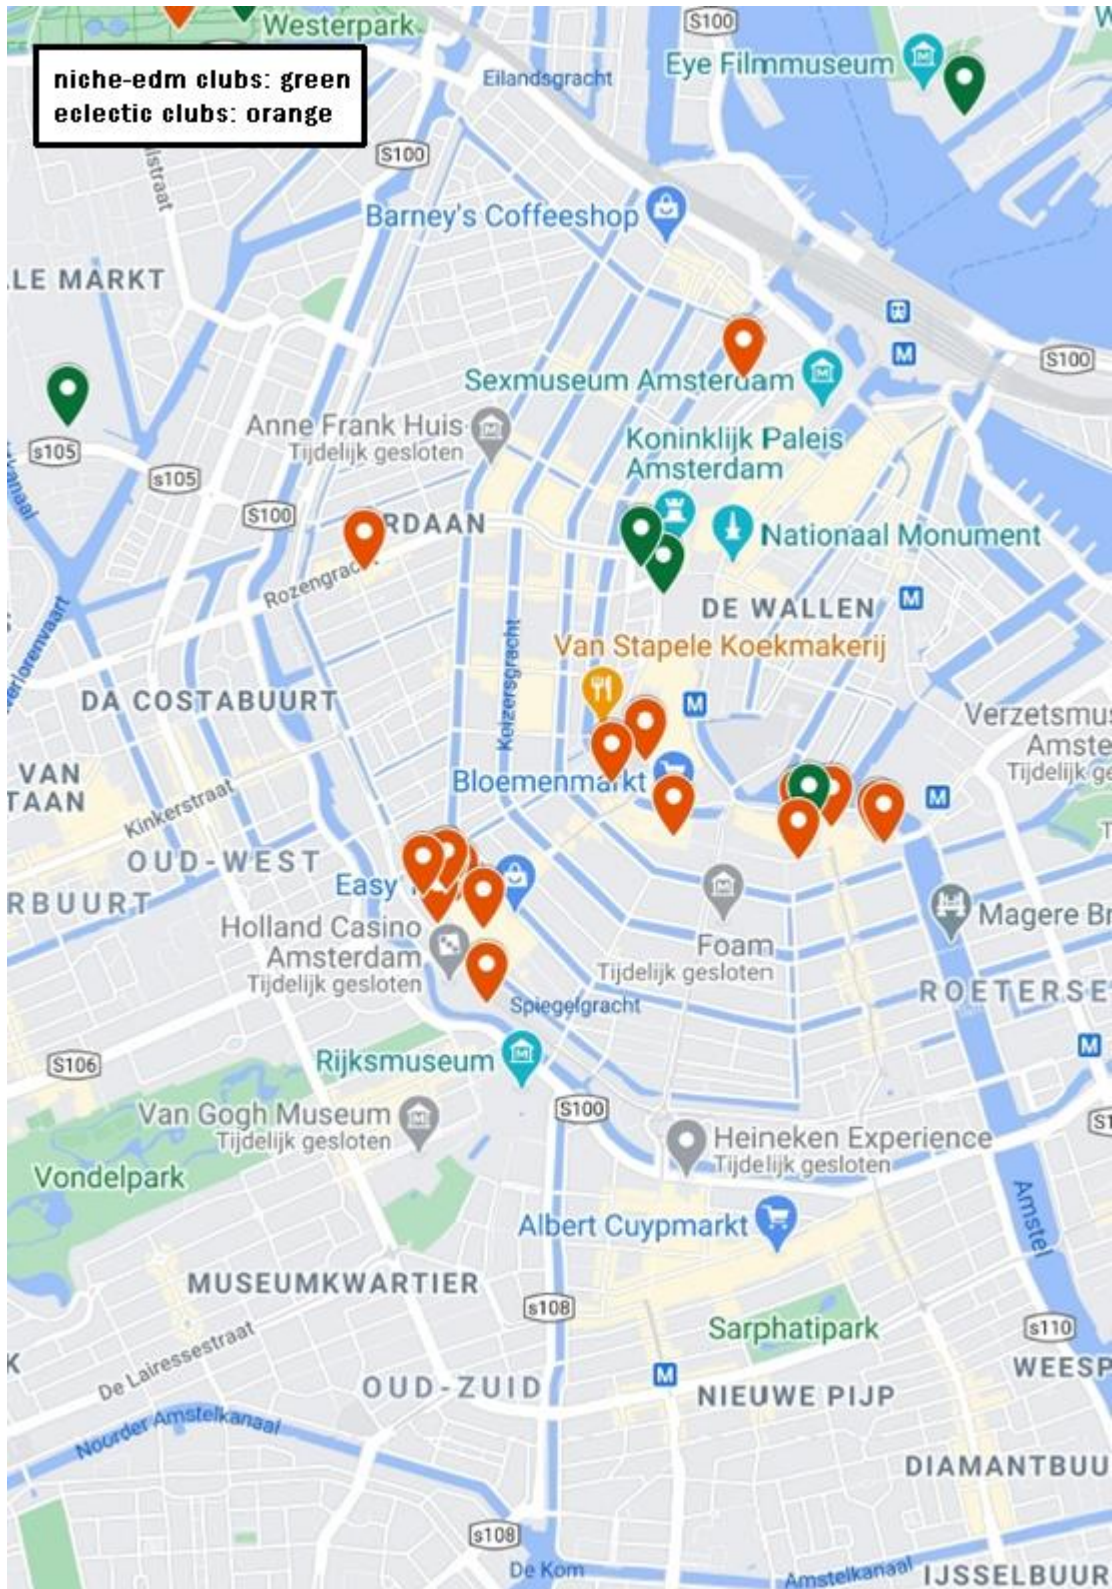 Westerpark
S100
niche-edm clubs: green
eclectic clubs: orange
Eye Filmmuseum
Eilandsgracht
S100
Barney's Coffeeshop
MARKT
S100
Sexmuseum Amsterdam
Anne Frank Huis
Tijdelijk gesloten
Koninklijk Paleis
Amsterdam
s105
s105
S100
RDAAN
Nationaal Monument
M
Rozengrac
DE WALLEN
Van Stapele Koekmakerij
Keizersgracht
DA COSTABUURT
M
Verzetsmus
Amste
Tijdelijk ge
VAN
TAAN
Bloemenmarkt
M
Kinkerstraat
OUD-WEST
RBUURT
Easy
Magere Br
Holland Casino
Amsterdam
Tijdelijk gesloten
Foam
Tijdelijk gesloten
ROETERSE
Spiegelgracht
Rijksmuseum
M
S106
Van Gogh Museum
Tijdelijk gesloten
S100
S1
Heineken Experience
Tijdelijk gesloten
Vondelpark
Albert Cuypmarkt
Amstel
MUSEUMKWARTIER
s108
Sarphatipark
s110
De Lairessestraat
WEESP
OUD-ZUID
M
NIEUWE PIJP
Noorder Amstelkanaal
DIAMANTBUU
s108
De Kom
Amstelkanaal
IJSSELBUUR